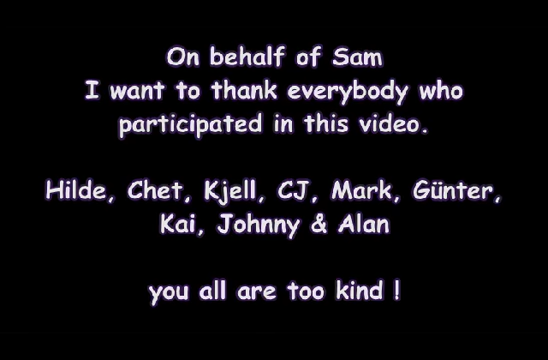 On behalf of Sam
I want to thank everybody who
participated in this video.
Hilde, Chet, Kjell, CJ, Mark, Günter,
Kai, Johnny & Alan
you all are too kind !